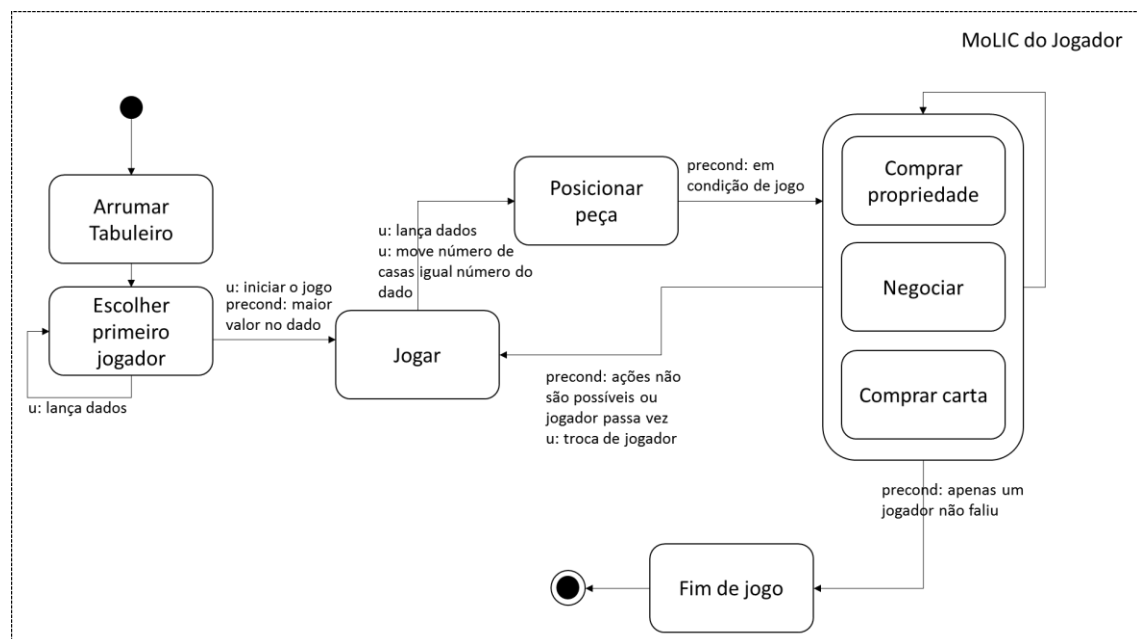 MoLIC do Jogador
Arrumar
Tabuleiro
Escolher
primeiro
jogador
u: lança dados
u: iniciar o jogo
precond: maior
valor no dado
Jogar
u: lança dados
u: move número de
casas igual número do
dado
Posicionar
peça
precond: em
condição de jogo
Comprar
propriedade
Negociar
Comprar carta
precond: ações não
são possíveis ou
jogador passa vez
u: troca de jogador
precond: apenas um
jogador não faliu
Fim de jogo